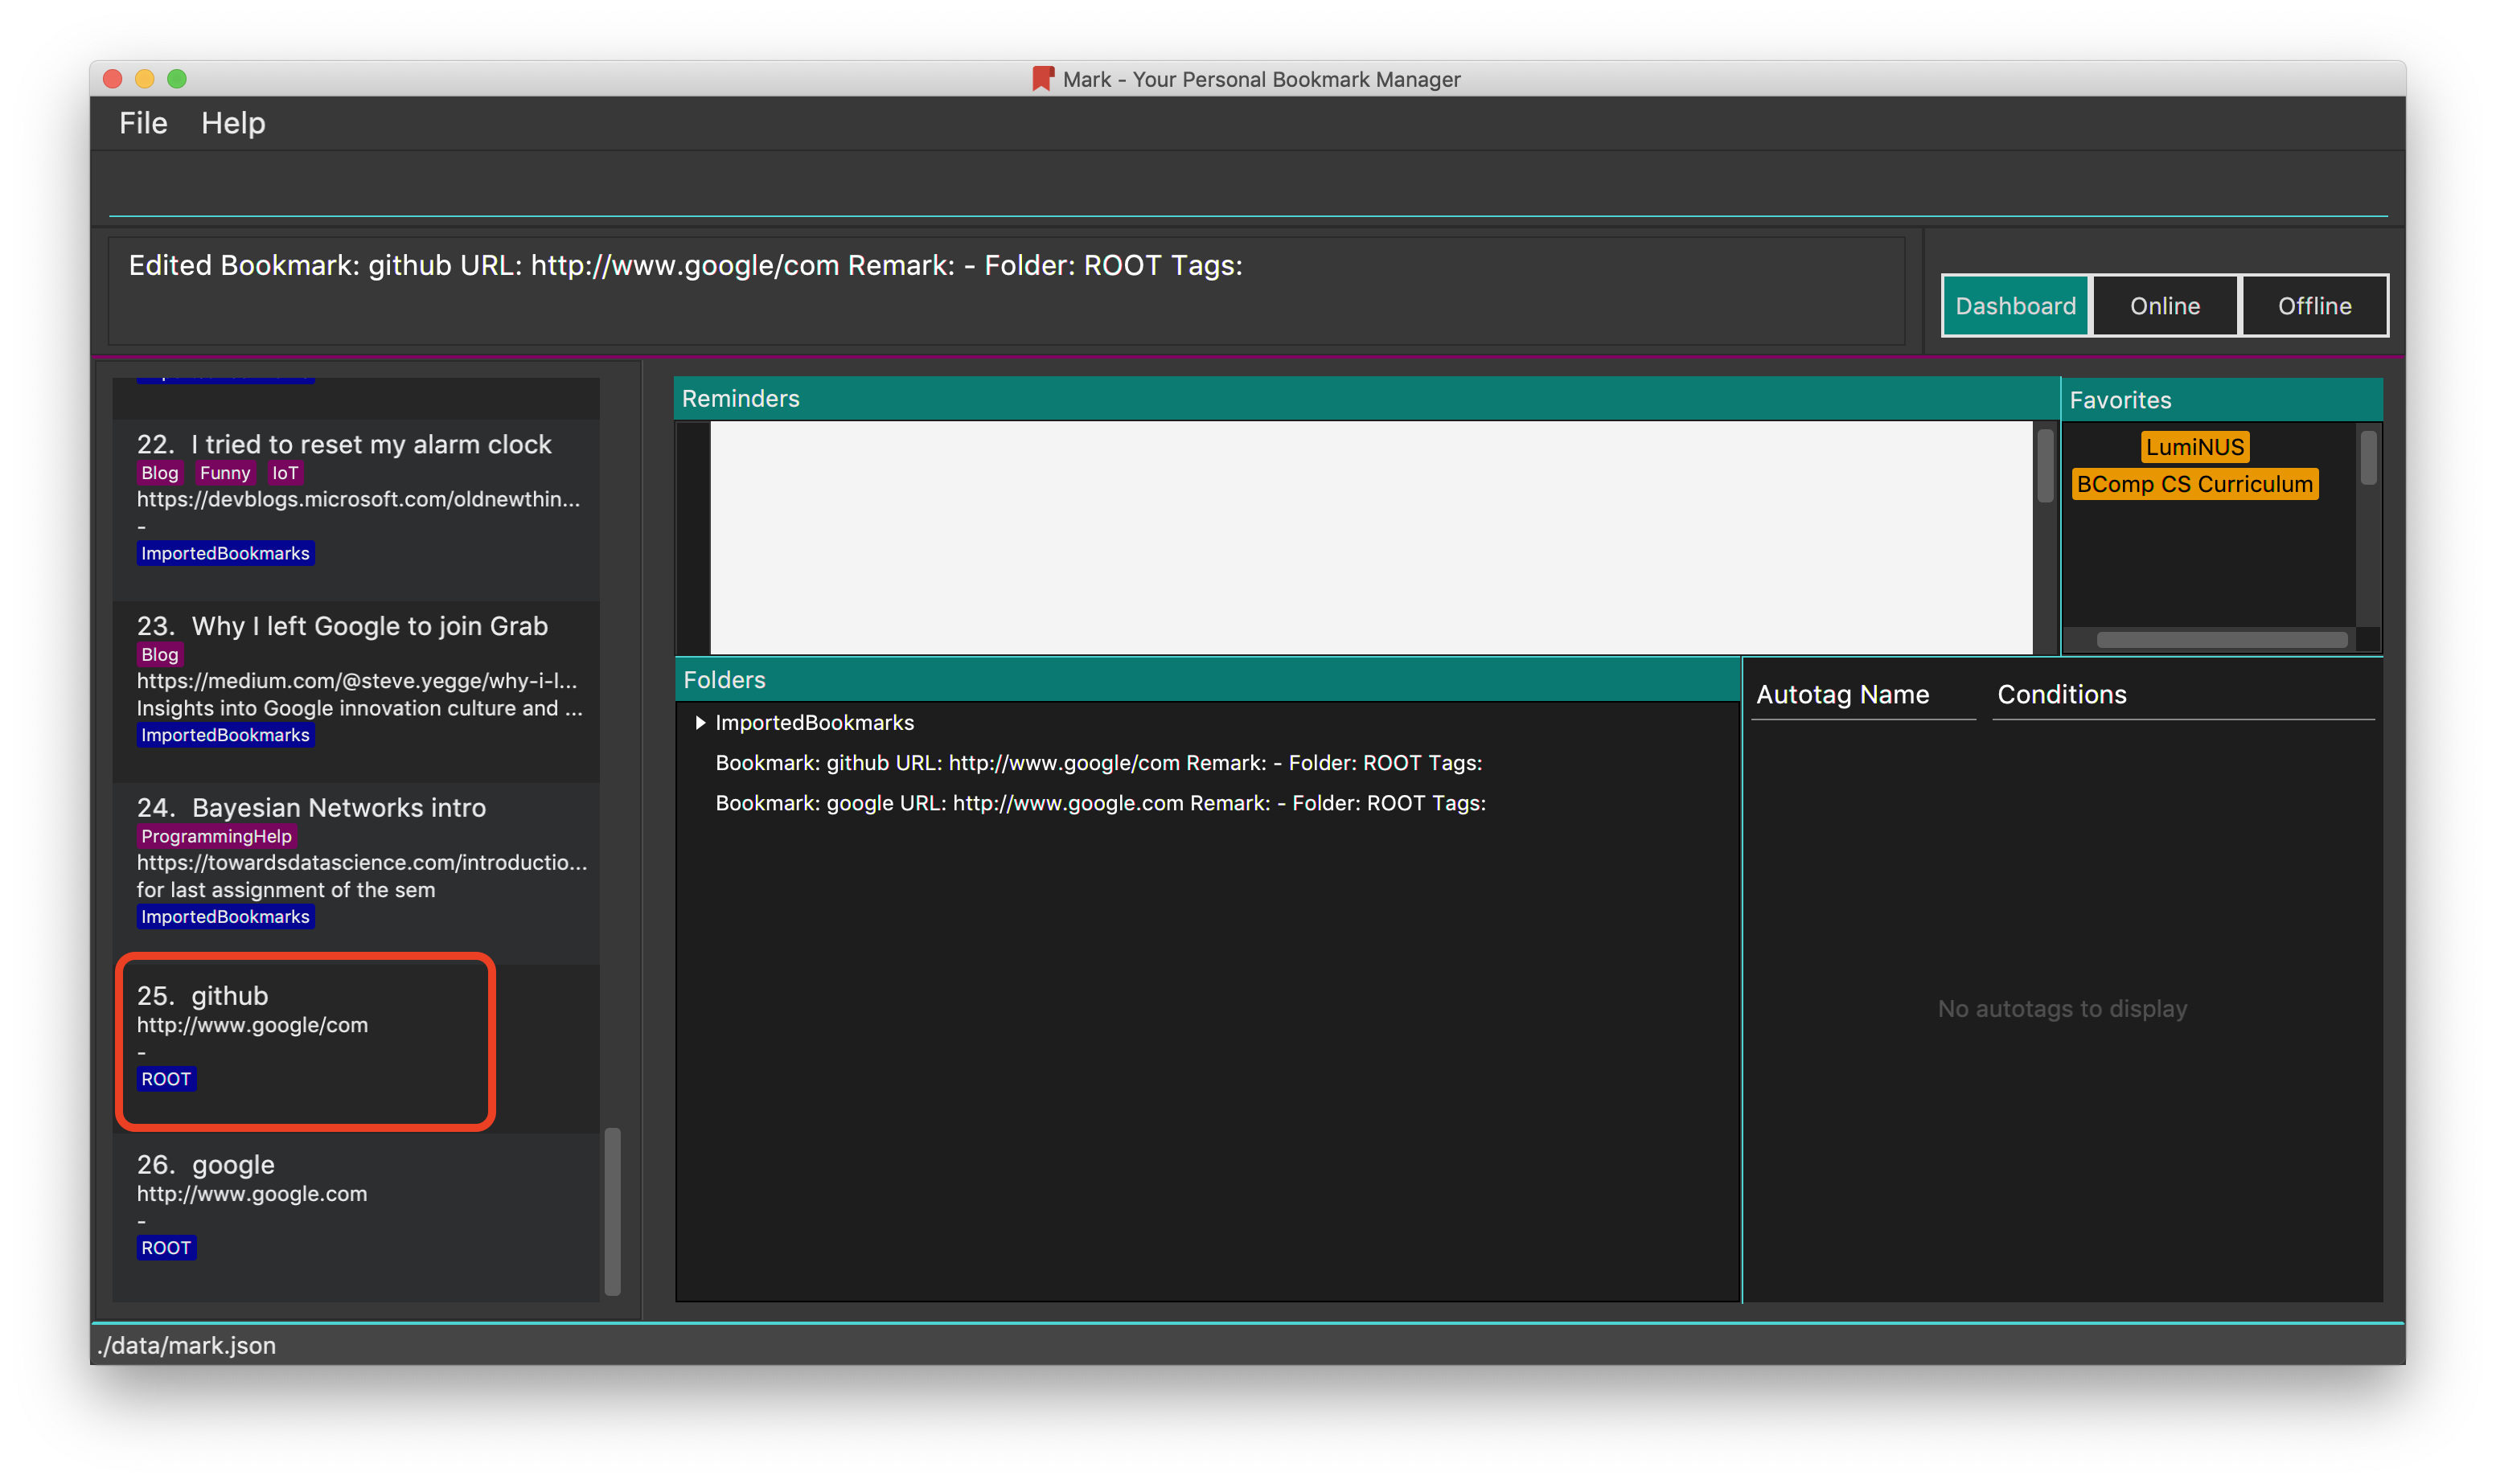 Mark - Your Personal Bookmark Manager
File Help
Edited Bookmark: github URL: http://www.google/com Remark: - Folder: ROOT Tags:
Dashboard Online Offline
22. I tried to reset my alarm clock
Blog Funny IoT
https://devblogs.microsoft.com/oldnewthin...
-
ImportedBookmarks
23. Why I left Google to join Grab
Blog
https://medium.com/@steve.yegge/why-i-l...
Insights into Google innovation culture and ...
ImportedBookmarks
24. Bayesian Networks intro
ProgrammingHelp
https://towardsdatascience.com/introductio...
for last assignment of the sem
ImportedBookmarks
25. github
http://www.google/com
-
ROOT
26. google
http://www.google.com
-
ROOT
Reminders
Favorites
LumiNUS
BComp CS Curriculum
Folders
ImportedBookmarks
Bookmark: github URL: http://www.google/com Remark: - Folder: ROOT Tags:
Bookmark: google URL: http://www.google.com Remark: - Folder: ROOT Tags:
Autotag Name Conditions
No autotags to display
./data/mark.json